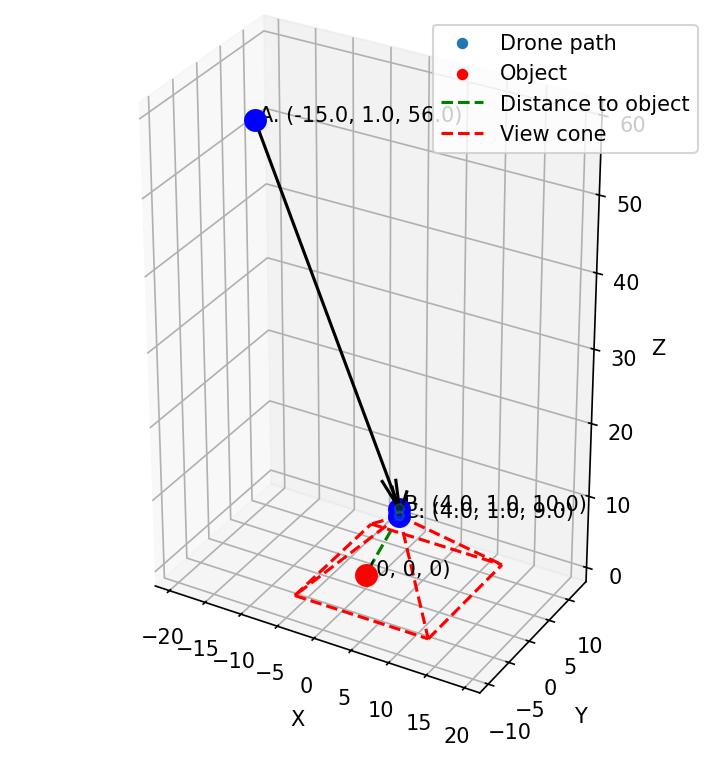 Drone path
Object
Distance to object
View cone
A: (-15.0, 1.0, 56.0)
B: (4.0, 1.0, 10.0)
C: (4.0, 1.0, 9.0)
(0, 0, 0)
60
50
40
30
20
10
0
Z
−20
−15
−10
−5
0
5
10
15
20
X
−10
−5
0
5
10
Y